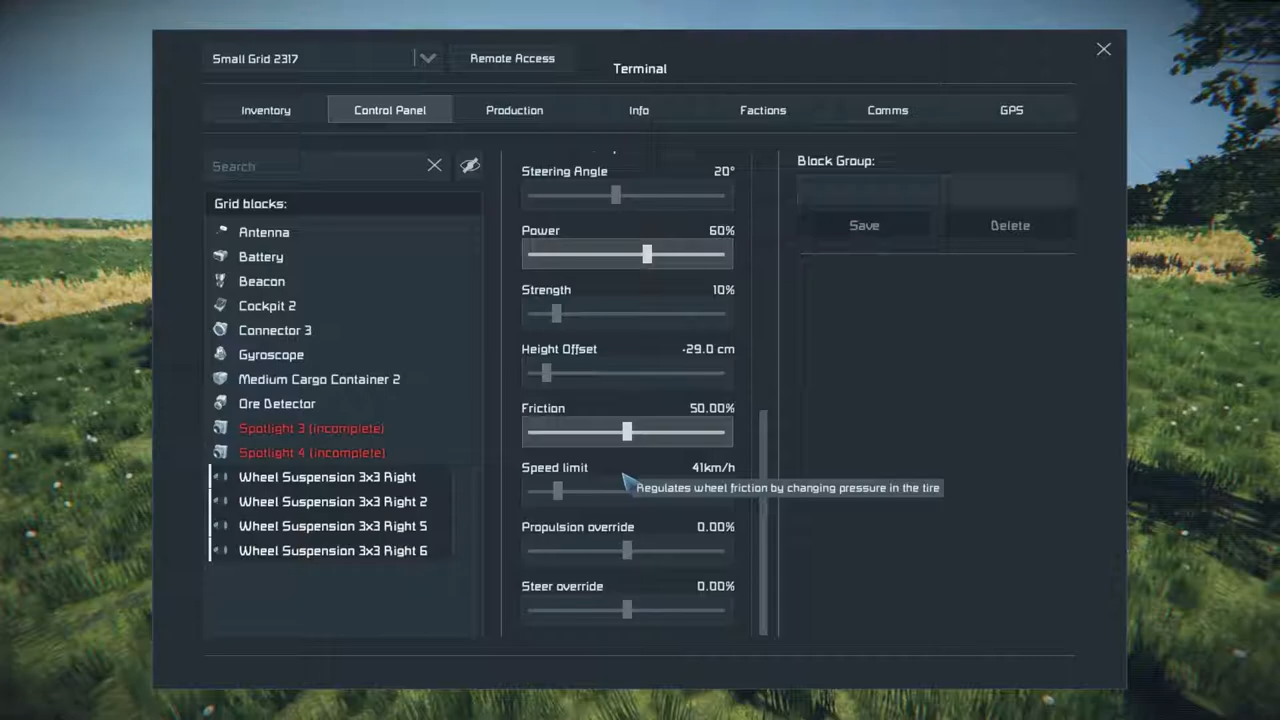 Small Grid 2317
Remote Access
Terminal
Inventory
Control Panel
Production
Info
Factions
Comms
GPS
Search
Grid blocks:
Antenna
Battery
Beacon
Cockpit 2
Connector 3
Gyroscope
Medium Cargo Container 2
Ore Detector
Spotlight 3 (incomplete)
Spotlight 4 (incomplete)
Wheel Suspension 3x3 Right
Wheel Suspension 3x3 Right 2
Wheel Suspension 3x3 Right 5
Wheel Suspension 3x3 Right 6
Steering Angle 20°
Power 60%
Strength 10%
Height Offset -29.0 cm
Friction 50.00%
Speed limit 41km/h
Regulates wheel friction by changing pressure in the tire
Propulsion override 0.00%
Steer override 0.00%
Block Group:
Save
Delete